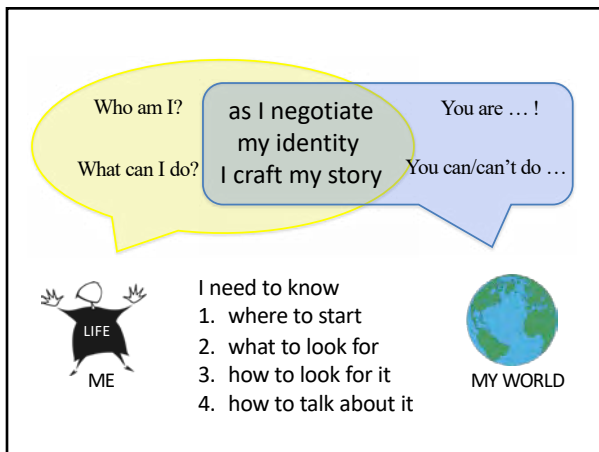 Who am I?
What can I do?
as I negotiate
my identity
I craft my story
You are … !
You can/can't do …
LIFE
ME
I need to know
1. where to start
2. what to look for
3. how to look for it
4. how to talk about it
MY WORLD